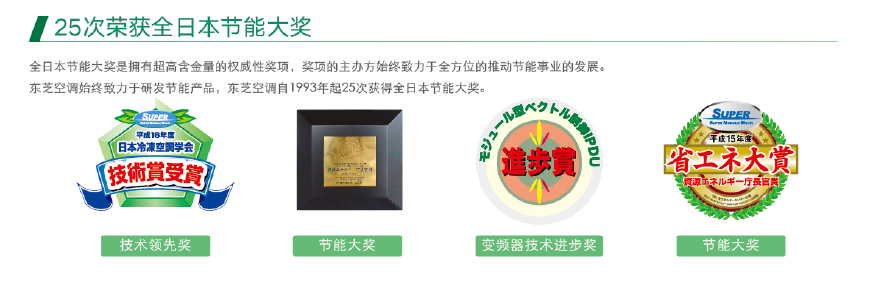 25次荣获全日本节能大奖
全日本节能大奖是拥有超高含金量的权威性奖项，奖项的主办方始终致力于全方位的推动节能事业的发展。
东芝空调始终致力于研发节能产品，东芝空调自1993年起25次获得全日本节能大奖。
SUPER
SUPER MODULE MULTI
平成16年度
日本冷凍空調学会
技術賞受賞
モジュール型ベクトル制御IPDU
進歩賞
SUPER
SUPER MODULE MULTI
平成15年度
省エネ大賞
資源エネルギー庁長官賞
技术领先奖
节能大奖
变频器技术进步奖
节能大奖